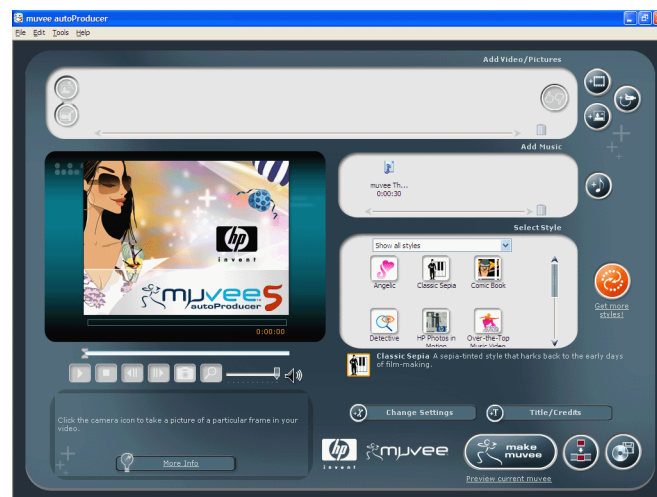 muvee autoProducer
File Edit Tools Help
Add Video/Pictures
Add Music
muvee Th...
0:00:30
Select Style
Show all styles
Angelic
Classic Sepia
Comic Book
Detective
HP Photos in Motion
Over-the-Top Music Video
Get more styles!
Classic Sepia A sepia-tinted style that harks back to the early days
of film-making.
hp
invent
muvee 5
autoProducer
0:00:00
Click the camera icon to take a picture of a particular frame in your
video.
More Info
Change Settings
T
Title/Credits
hp
invent
muvee
make
muvee
Preview current muvee